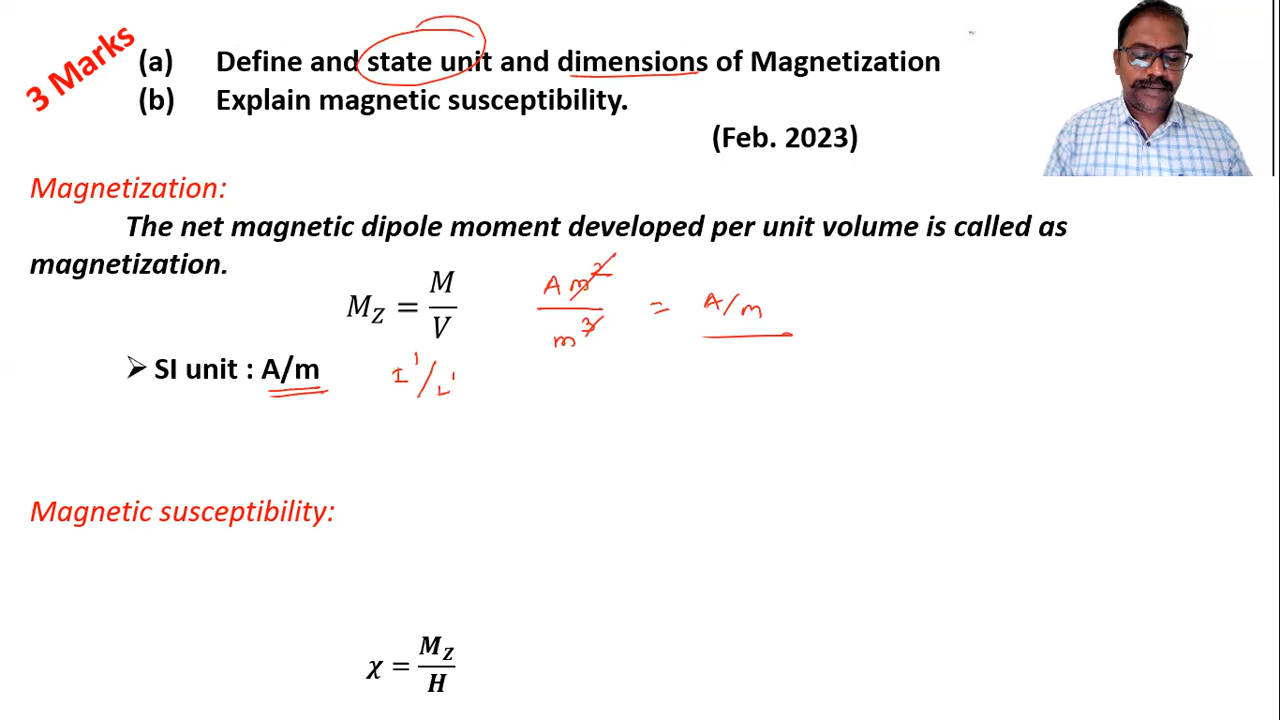 3 Marks
(a) Define and state unit and dimensions of Magnetization
(b) Explain magnetic susceptibility.
(Feb. 2023)
Magnetization:
The net magnetic dipole moment developed per unit volume is called as
magnetization.
M_Z = M/V    A m²/m³ = A/m
➢ SI unit : A/m    I¹/L¹
Magnetic susceptibility:
χ = M_Z/H